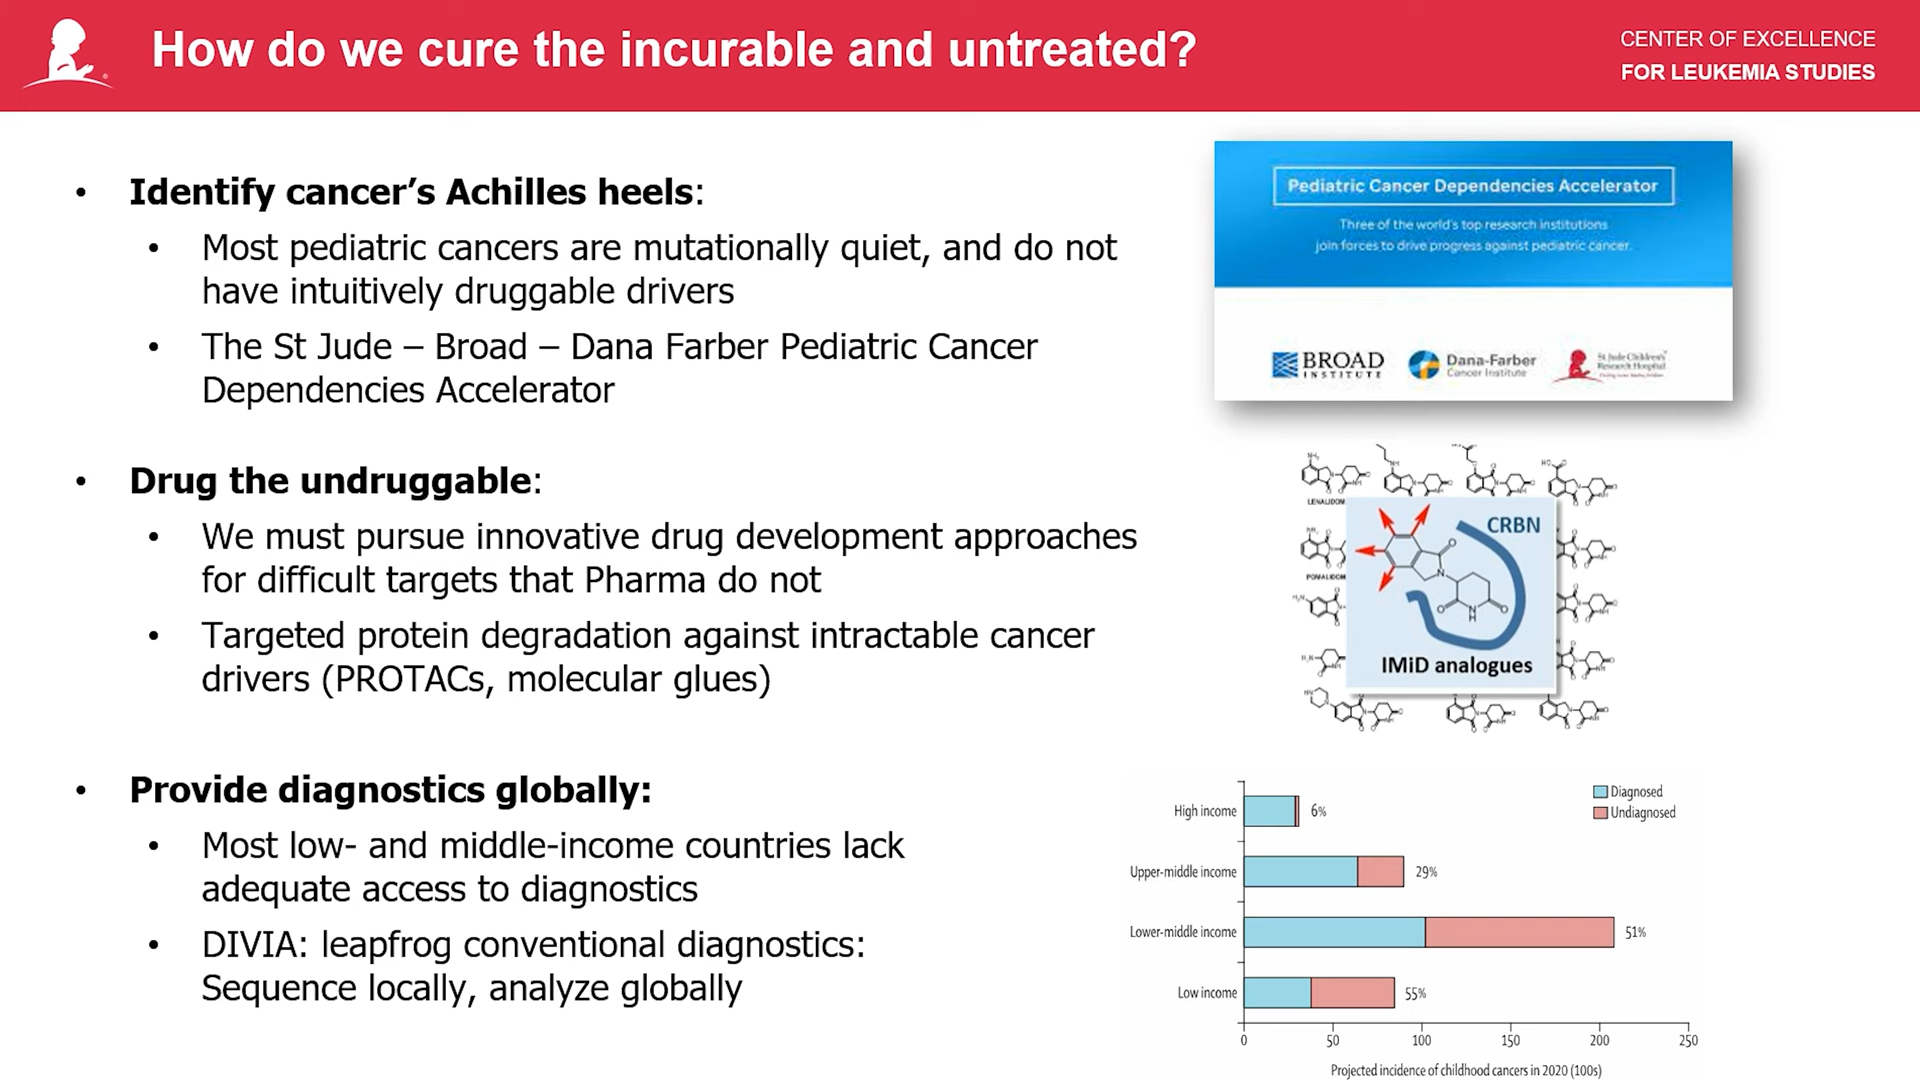 How do we cure the incurable and untreated?
CENTER OF EXCELLENCE
FOR LEUKEMIA STUDIES
• Identify cancer’s Achilles heels:
• Most pediatric cancers are mutationally quiet, and do not
have intuitively druggable drivers
• The St Jude – Broad – Dana Farber Pediatric Cancer
Dependencies Accelerator
Pediatric Cancer Dependencies Accelerator
Three of the world's top research institutions
join forces to drive progress against pediatric cancer.
BROAD
INSTITUTE
Dana-Farber
Cancer Institute
St Jude Children's
Research Hospital
• Drug the undruggable:
• We must pursue innovative drug development approaches
for difficult targets that Pharma do not
• Targeted protein degradation against intractable cancer
drivers (PROTACs, molecular glues)
LENALIDOM
POMALIDOM
CRBN
O
N
O
N
H
O
IMiD analogues
• Provide diagnostics globally:
• Most low- and middle-income countries lack
adequate access to diagnostics
• DIVIA: leapfrog conventional diagnostics:
Sequence locally, analyze globally
Diagnosed
Undiagnosed
High income 6%
Upper-middle income 29%
Lower-middle income 51%
Low income 55%
0 50 100 150 200 250
Projected incidence of childhood cancers in 2020 (100s)